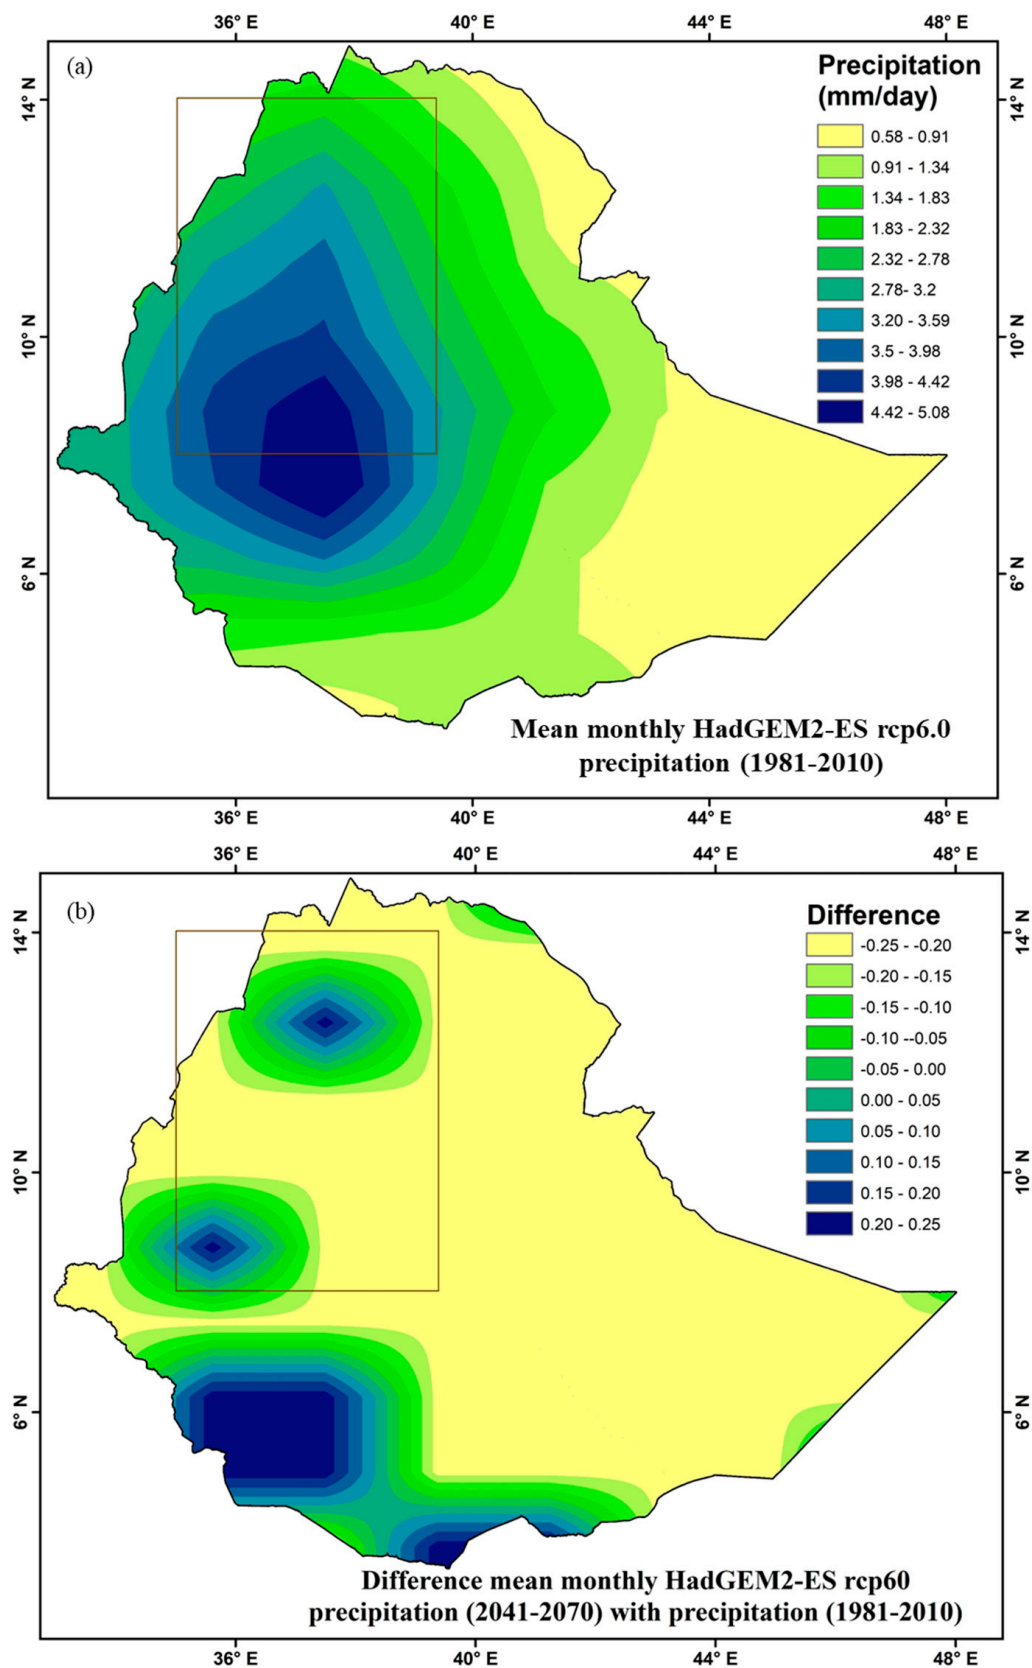 36° E 40° E 44° E 48° E
(a)
Precipitation
(mm/day)
0.58 - 0.91
0.91 - 1.34
1.34 - 1.83
1.83 - 2.32
2.32 - 2.78
2.78- 3.2
3.20 - 3.59
3.5 - 3.98
3.98 - 4.42
4.42 - 5.08
14° N 14° N
10° N 10° N
6° N 6° N
Mean monthly HadGEM2-ES rcp6.0
precipitation (1981-2010)
36° E 40° E 44° E 48° E
36° E 40° E 44° E 48° E
(b)
Difference
-0.25 - -0.20
-0.20 - -0.15
-0.15 - -0.10
-0.10 --0.05
-0.05 - 0.00
0.00 - 0.05
0.05 - 0.10
0.10 - 0.15
0.15 - 0.20
0.20 - 0.25
14° N 14° N
10° N 10° N
6° N 6° N
Difference mean monthly HadGEM2-ES rcp60
precipitation (2041-2070) with precipitation (1981-2010)
36° E 40° E 44° E 48° E